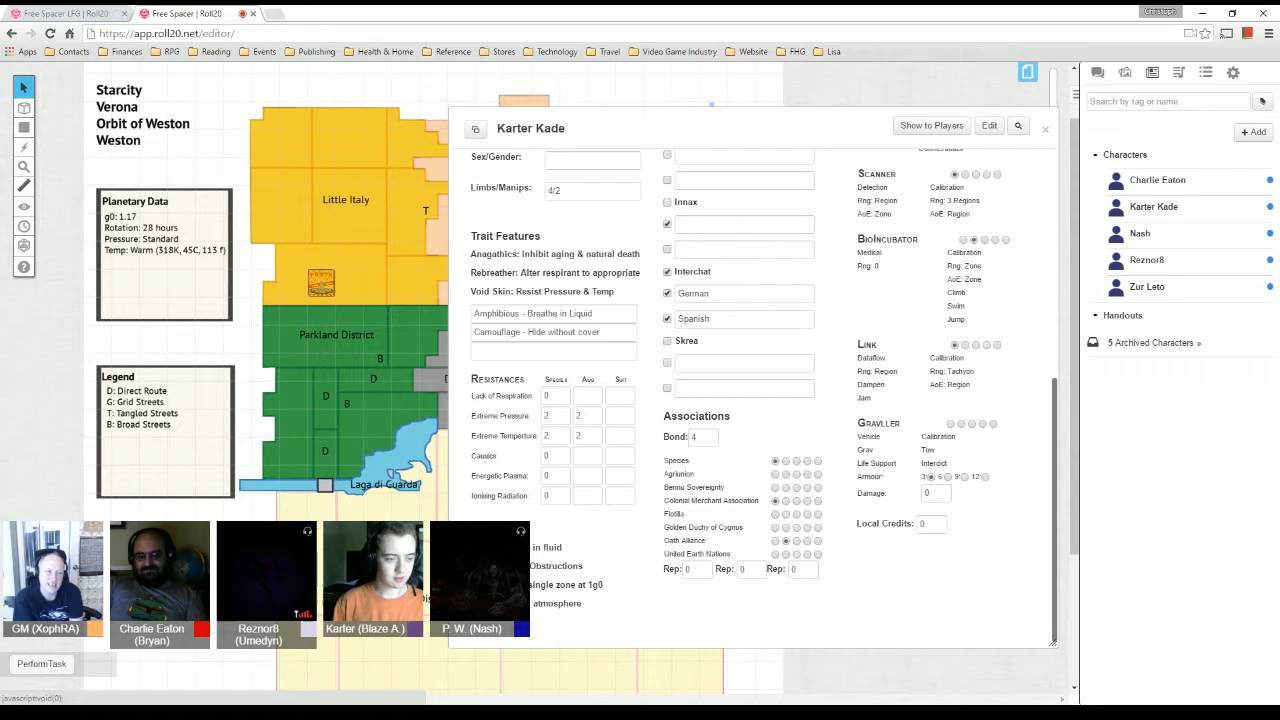 Christoph
Free Spacer LFG | Roll20
Free Spacer | Roll20
https://app.roll20.net/editor/
Apps
Contacts
Finances
RPG
Reading
Events
Publishing
Health & Home
Reference
Stores
Technology
Travel
Video Game Industry
Website
FHG
Lisa
Starcity
Verona
Orbit of Weston
Weston
Planetary Data
g0: 1.17
Rotation: 28 hours
Pressure: Standard
Temp: Warm (318K, 45C, 113 f)
Legend
D: Direct Route
G: Grid Streets
T: Tangled Streets
B: Broad Streets
Little Italy
T
Parkland District
B
D
D
B
D
D
Laga di Guarda
Karter Kade
Show to Players
Edit
Sex/Gender:
Limbs/Manips:
4/2
Trait Features
Anagathics: Inhibit aging & natural death
Rebreather: Alter respirant to appropriate
Void Skin: Resist Pressure & Temp
Amphibious - Breathe in Liquid
Camouflage - Hide without cover
Resistances Species Aug Suit
Lack of Respiration: 0
Extreme Pressure: 2 2
Extreme Temperture: 2 2
Causics: 0
Energetic Plasma: 0
Ionising Radiation: 0
in fluid
Obstructions
single zone at 1g0
atmosphere
Innax
Interchat
German
Spanish
Skrea
Associations
Bond: 4
Species
Agriunion
Bennu Sovereignty
Colonial Merchant Association
Flotilla
Golden Duchy of Cygnus
Oath Alliance
United Earth Nations
Rep: 0 Rep: 0 Rep: 0
Scanner
Detection Calibration
Rng: Region Rng: 3 Regions
AoE: Zone AoE: Region
BioIncubator
Medical Calibration
Rng: 0 Rng: Zone
AoE: Zone
Climb
Swim
Jump
Link
Dataflow Calibration
Rng: Region Rng: Tachyon
Dampen AoE: Region
Jam
Gravller
Vehicle Calibration
Grav Tow
Life Support Interdict
Armour: 3: 6: 9: 12:
Damage: 0
Local Credits: 0
Search by tag or name..
+ Add
Characters
Charlie Eaton
Karter Kade
Nash
Reznor8
Zur Leto
Handouts
5 Archived Characters »
GM (XophRA)
Charlie Eaton
(Bryan)
Reznor8
(Umedyn)
Karter (Blaze A.)
P. W. (Nash)
PerformTask
javascript:void(0);